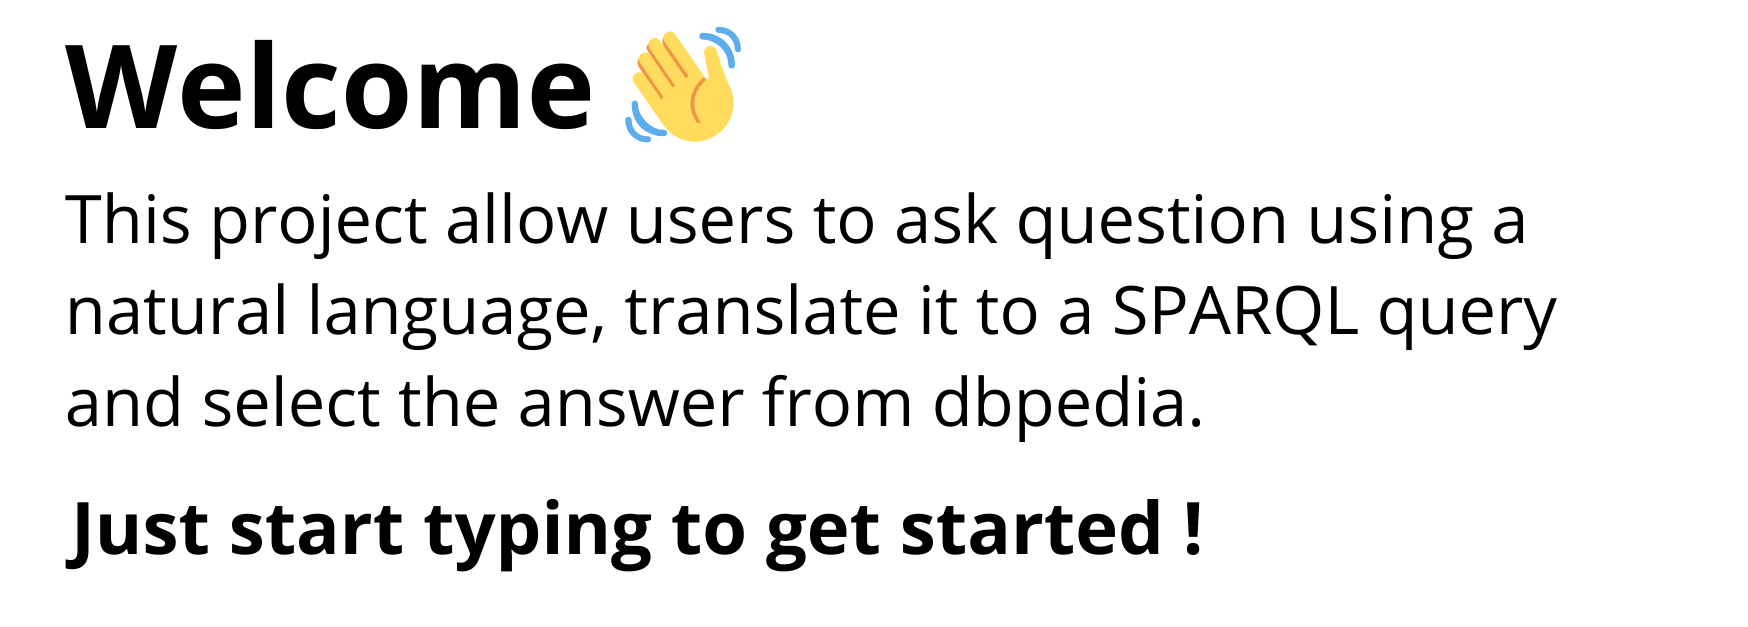 Welcome 👋
This project allow users to ask question using a
natural language, translate it to a SPARQL query
and select the answer from dbpedia.
Just start typing to get started !